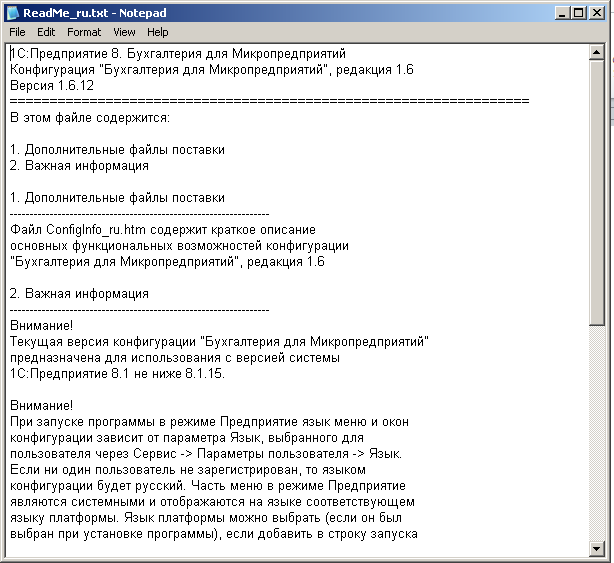 ReadMe_ru.txt - Notepad
File Edit Format View Help
1С:Предприятие 8. Бухгалтерия для Микропредприятий
Конфигурация "Бухгалтерия для Микропредприятий", редакция 1.6
Версия 1.6.12
=================================================================
В этом файле содержится:
1. Дополнительные файлы поставки
2. Важная информация
1. Дополнительные файлы поставки
-----------------------------------------------------------------
Файл ConfigInfo_ru.htm содержит краткое описание
основных функциональных возможностей конфигурации
"Бухгалтерия для Микропредприятий", редакция 1.6
2. Важная информация
-----------------------------------------------------------------
Внимание!
Текущая версия конфигурации "Бухгалтерия для Микропредприятий"
предназначена для использования с версией системы
1С:Предприятие 8.1 не ниже 8.1.15.
Внимание!
При запуске программы в режиме Предприятие язык меню и окон
конфигурации зависит от параметра Язык, выбранного для
пользователя через Сервис -> Параметры пользователя -> Язык.
Если ни один пользователь не зарегистрирован, то языком
конфигурации будет русский. Часть меню в режиме Предприятие
являются системными и отображаются на языке соответствующем
языку платформы. Язык платформы можно выбрать (если он был
выбран при установке программы), если добавить в строку запуска